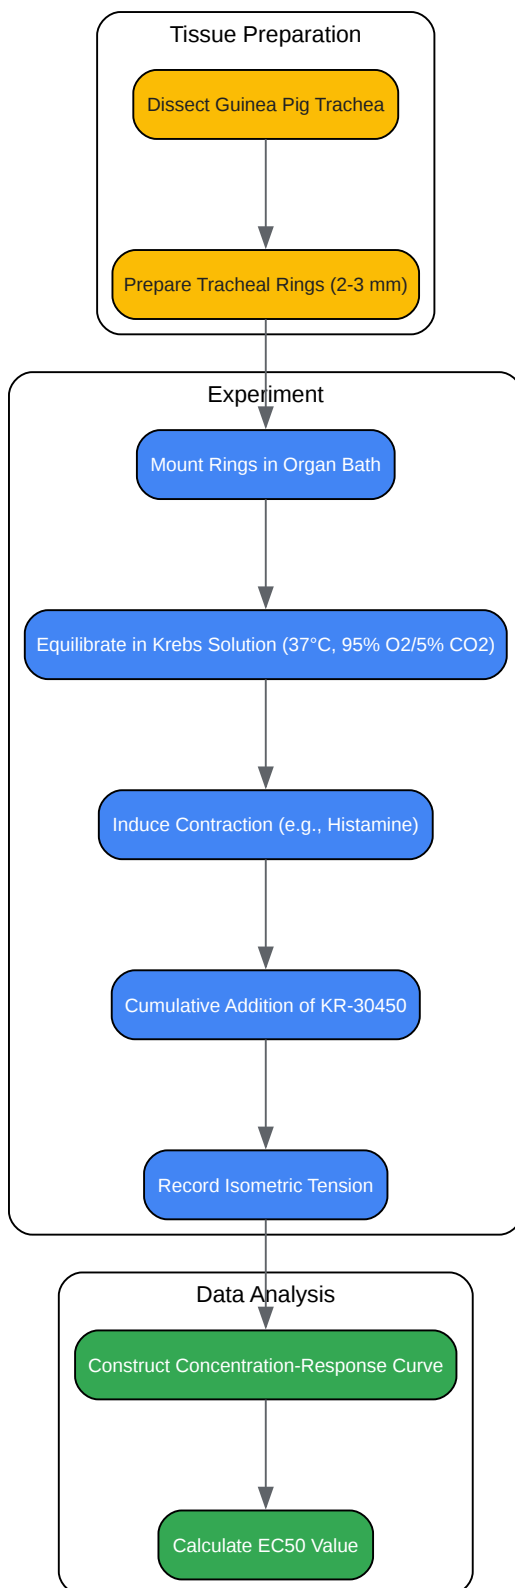 Tissue Preparation
Dissect Guinea Pig Trachea
Prepare Tracheal Rings (2-3 mm)
Experiment
Mount Rings in Organ Bath
Equilibrate in Krebs Solution (37°C, 95% O2/5% CO2)
Induce Contraction (e.g., Histamine)
Cumulative Addition of KR-30450
Record Isometric Tension
Data Analysis
Construct Concentration-Response Curve
Calculate EC50 Value